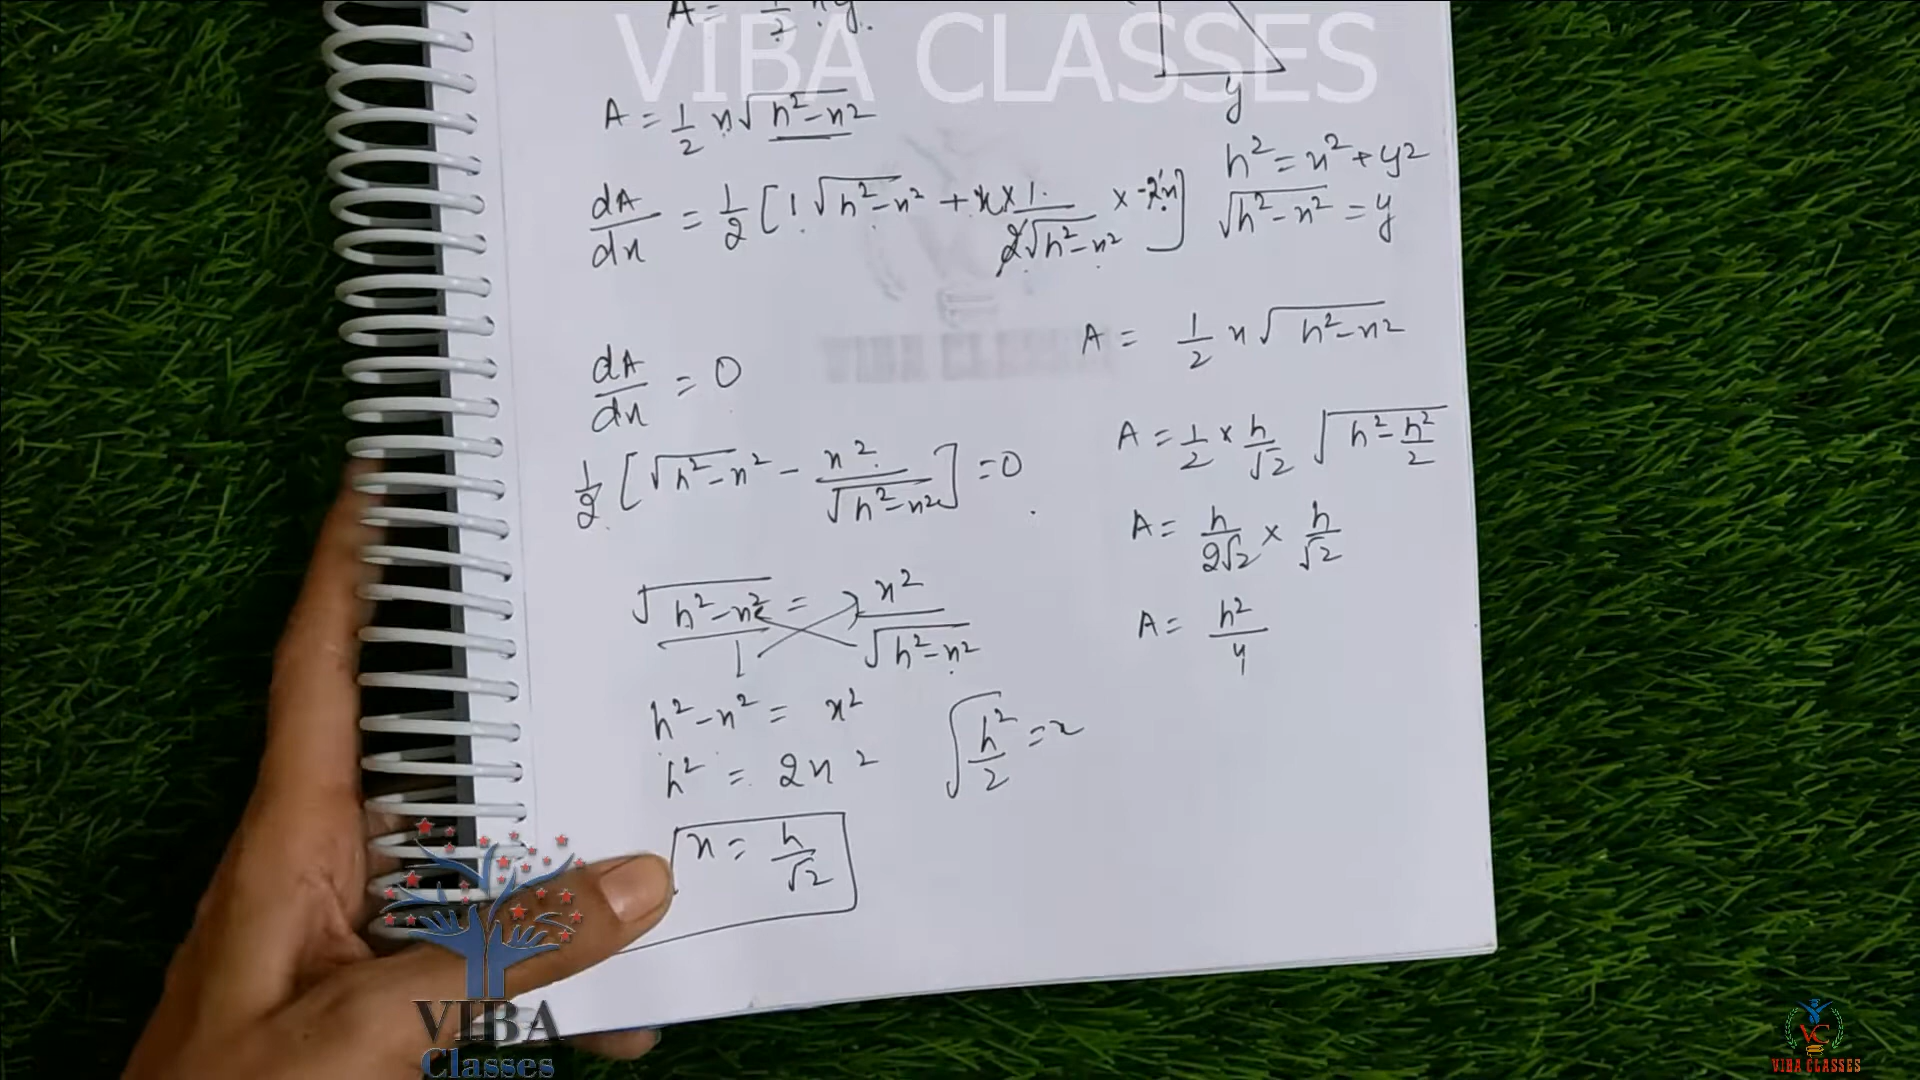 A = 1/2 xy.
VIBA CLASSES
y
A = 1/2 x√(h²-x²)
h² = x² + y²
dA/dx = 1/2 [1.√(h²-x²) + x × 1/(2√(h²-x²)) × -2x]
√(h²-x²) = y
A = 1/2 x √(h²-x²)
dA/dx = 0
A = 1/2 × h/√2 √(h² - h²/2)
1/2 [√(h²-x²) - x²/√(h²-x²)] = 0
A = h/2√2 × h/√2
√(h²-x²)/1 = x²/√(h²-x²)
A = h²/4
h² - x² = x²
√(h²/2) = x
h² = 2x²
x = h/√2
VIBA
Classes
VC
VIBA CLASSES